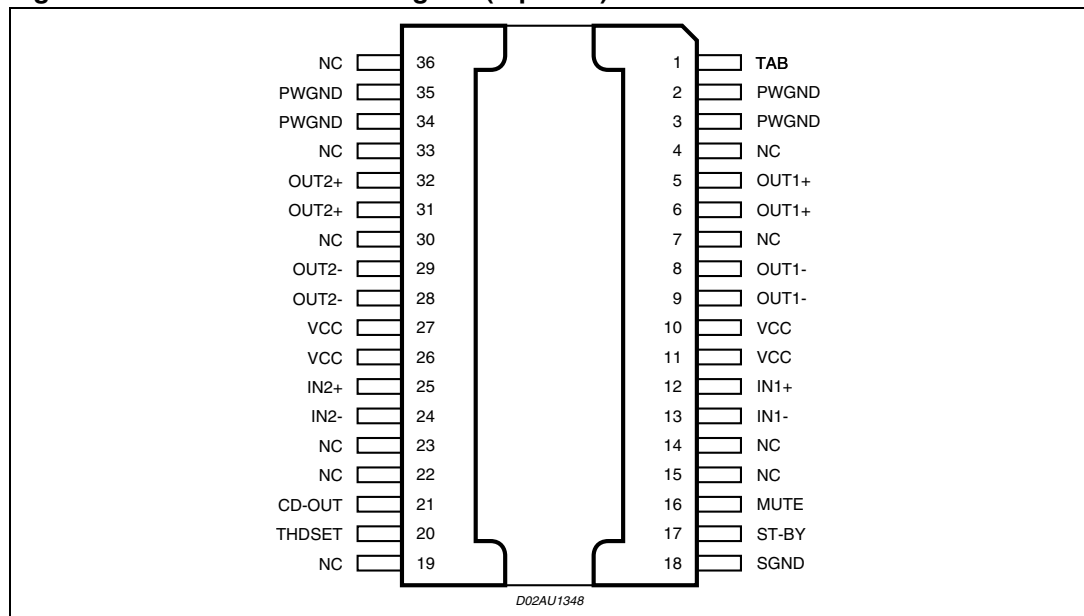 NC 36 1 TAB
PWGND 35 2 PWGND
PWGND 34 3 PWGND
NC 33 4 NC
OUT2+ 32 5 OUT1+
OUT2+ 31 6 OUT1+
NC 30 7 NC
OUT2- 29 8 OUT1-
OUT2- 28 9 OUT1-
VCC 27 10 VCC
VCC 26 11 VCC
IN2+ 25 12 IN1+
IN2- 24 13 IN1-
NC 23 14 NC
NC 22 15 NC
CD-OUT 21 16 MUTE
THDSET 20 17 ST-BY
NC 19 18 SGND
D02AU1348